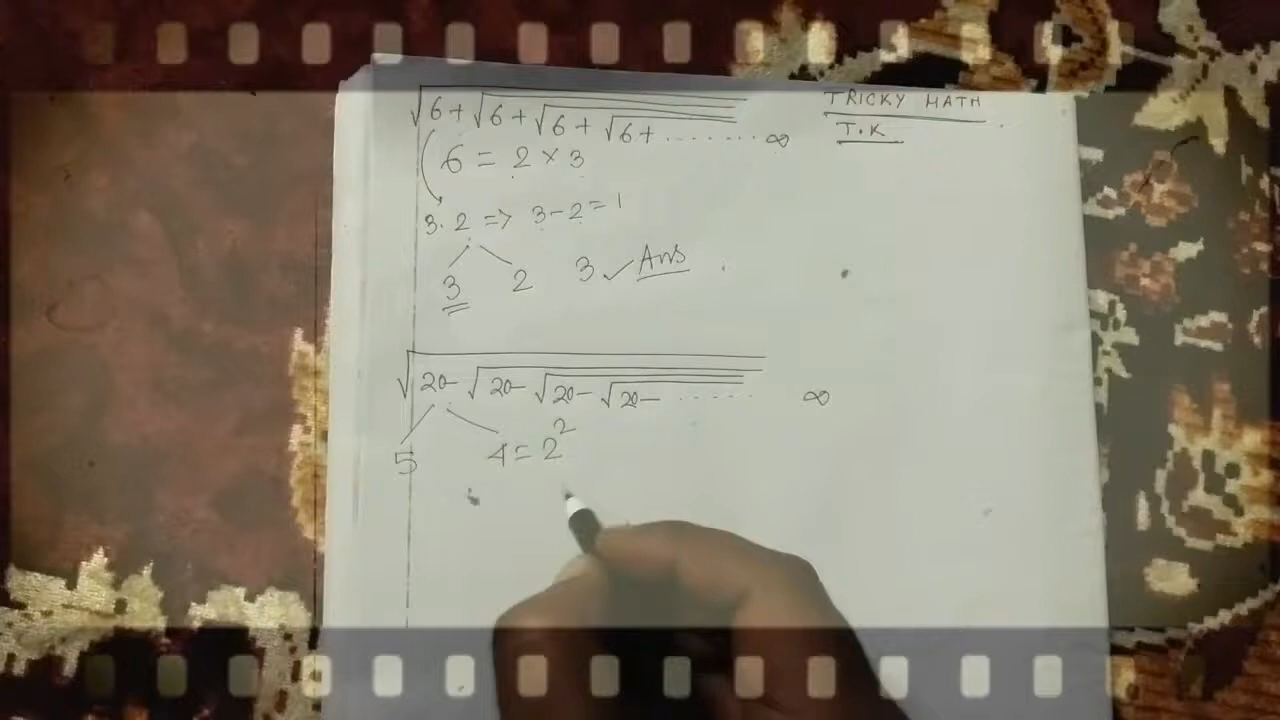 √6+√6+√6+√6+.......∞
TRICKY MATH
T.K
6 = 2 × 3
3. 2 => 3-2=1
3 2 3 ✓ Ans
√20-√20-√20-√20-...... ∞
5 4=2²